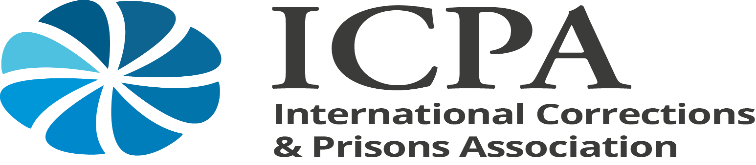 ICPA
International Corrections
& Prisons Association